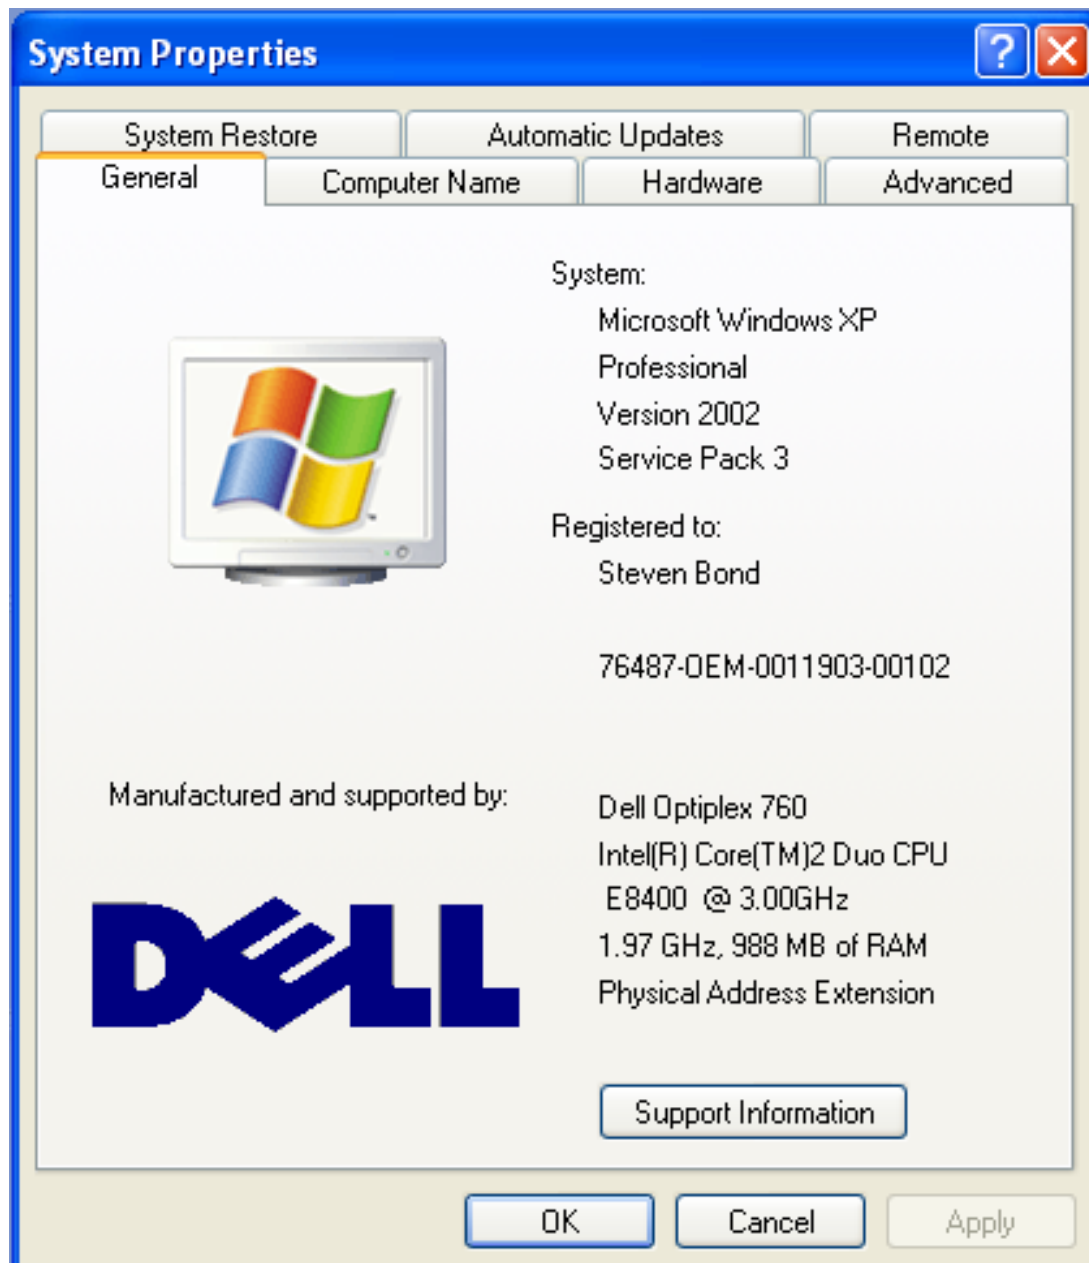 System Properties
?
System Restore
Automatic Updates
Remote
General
Computer Name
Hardware
Advanced
System:
Microsoft Windows XP
Professional
Version 2002
Service Pack 3
Registered to:
Steven Bond
76487-OEM-0011903-00102
Manufactured and supported by:
Dell Optiplex 760
Intel(R) Core(TM)2 Duo CPU
E8400 @ 3.00GHz
1.97 GHz, 988 MB of RAM
Physical Address Extension
DELL
Support Information
OK
Cancel
Apply